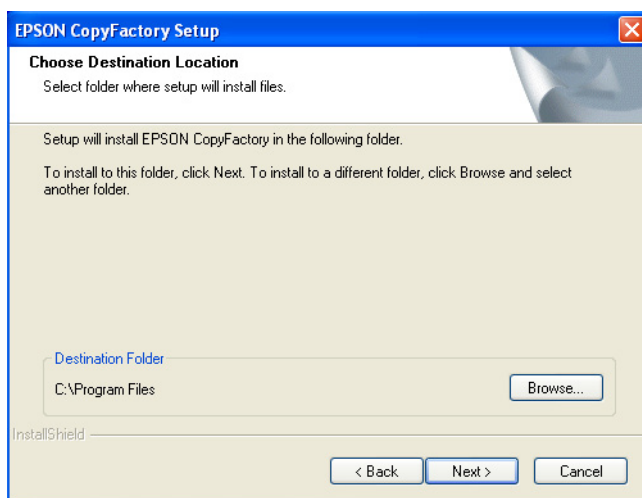 EPSON CopyFactory Setup
Choose Destination Location
Select folder where setup will install files.
Setup will install EPSON CopyFactory in the following folder.
To install to this folder, click Next. To install to a different folder, click Browse and select
another folder.
Destination Folder
C:\Program Files
Browse...
InstallShield
< Back
Next >
Cancel